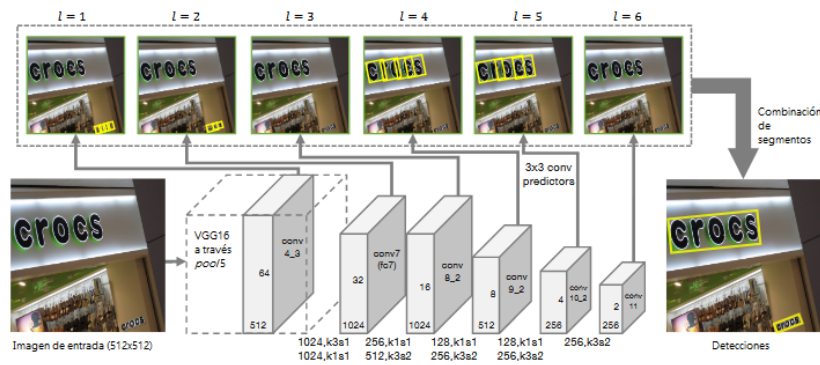 l = 1
l = 2
l = 3
l = 4
l = 5
l = 6
crocs
crocs
crocs
crocs
crocs
crocs
Combinación
de
segmentos
3x3 conv
predictora
crocs
crocs
VGG16
a través
pool5
64
conv
4_3
512
32
conv7
(fc7)
1024
16
conv
8_2
1024
8
conv
9_2
512
4
conv
10_2
256
2
conv
11
256
crocs
crocs
Imagen de entrada (512x512)
1024,k3s1
1024,k1s1
256,k1s1
512,k3s2
128,k1s1
256,k3s2
128,k1s1
256,k3s2
256,k3s2
Detecciones